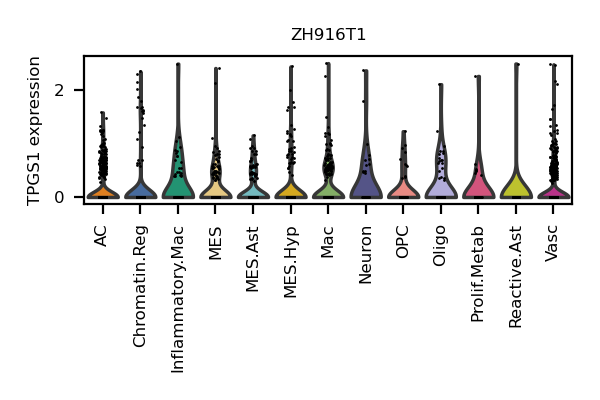 ZH916T1
TPGS1 expression
2
0
AC
Chromatin.Reg
Inflammatory.Mac
MES
MES.Ast
MES.Hyp
Mac
Neuron
OPC
Oligo
Prolif.Metab
Reactive.Ast
Vasc